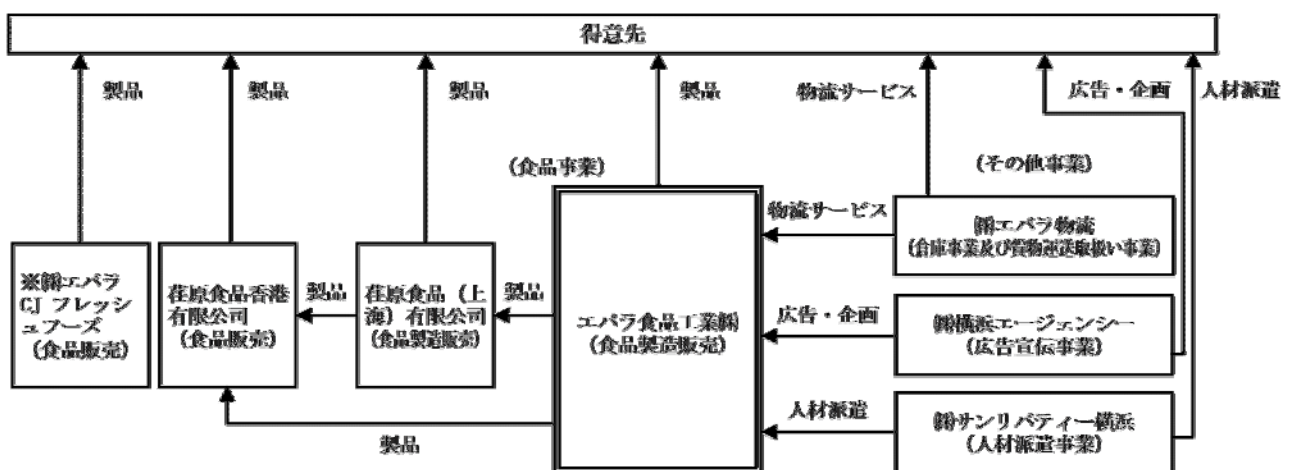 得意先
製品
製品
製品
製品
物流サービス
広告・企画
人材派遣
(食品事業)
(その他事業)
物流サービス
㈱エバラ物流
(倉庫事業及び貨物運送取扱い事業)
※㈱エバラ
CJ フレッシ
ュフーズ
(食品販売)
荏原食品香港
有限公司
(食品販売)
製品
荏原食品(上
海)有限公司
(食品製造販売)
製品
エバラ食品工業㈱
(食品製造販売)
広告・企画
㈱横浜エージェンシー
(広告宣伝事業)
人材派遣
㈱サンリバティー横浜
(人材派遣事業)
製品